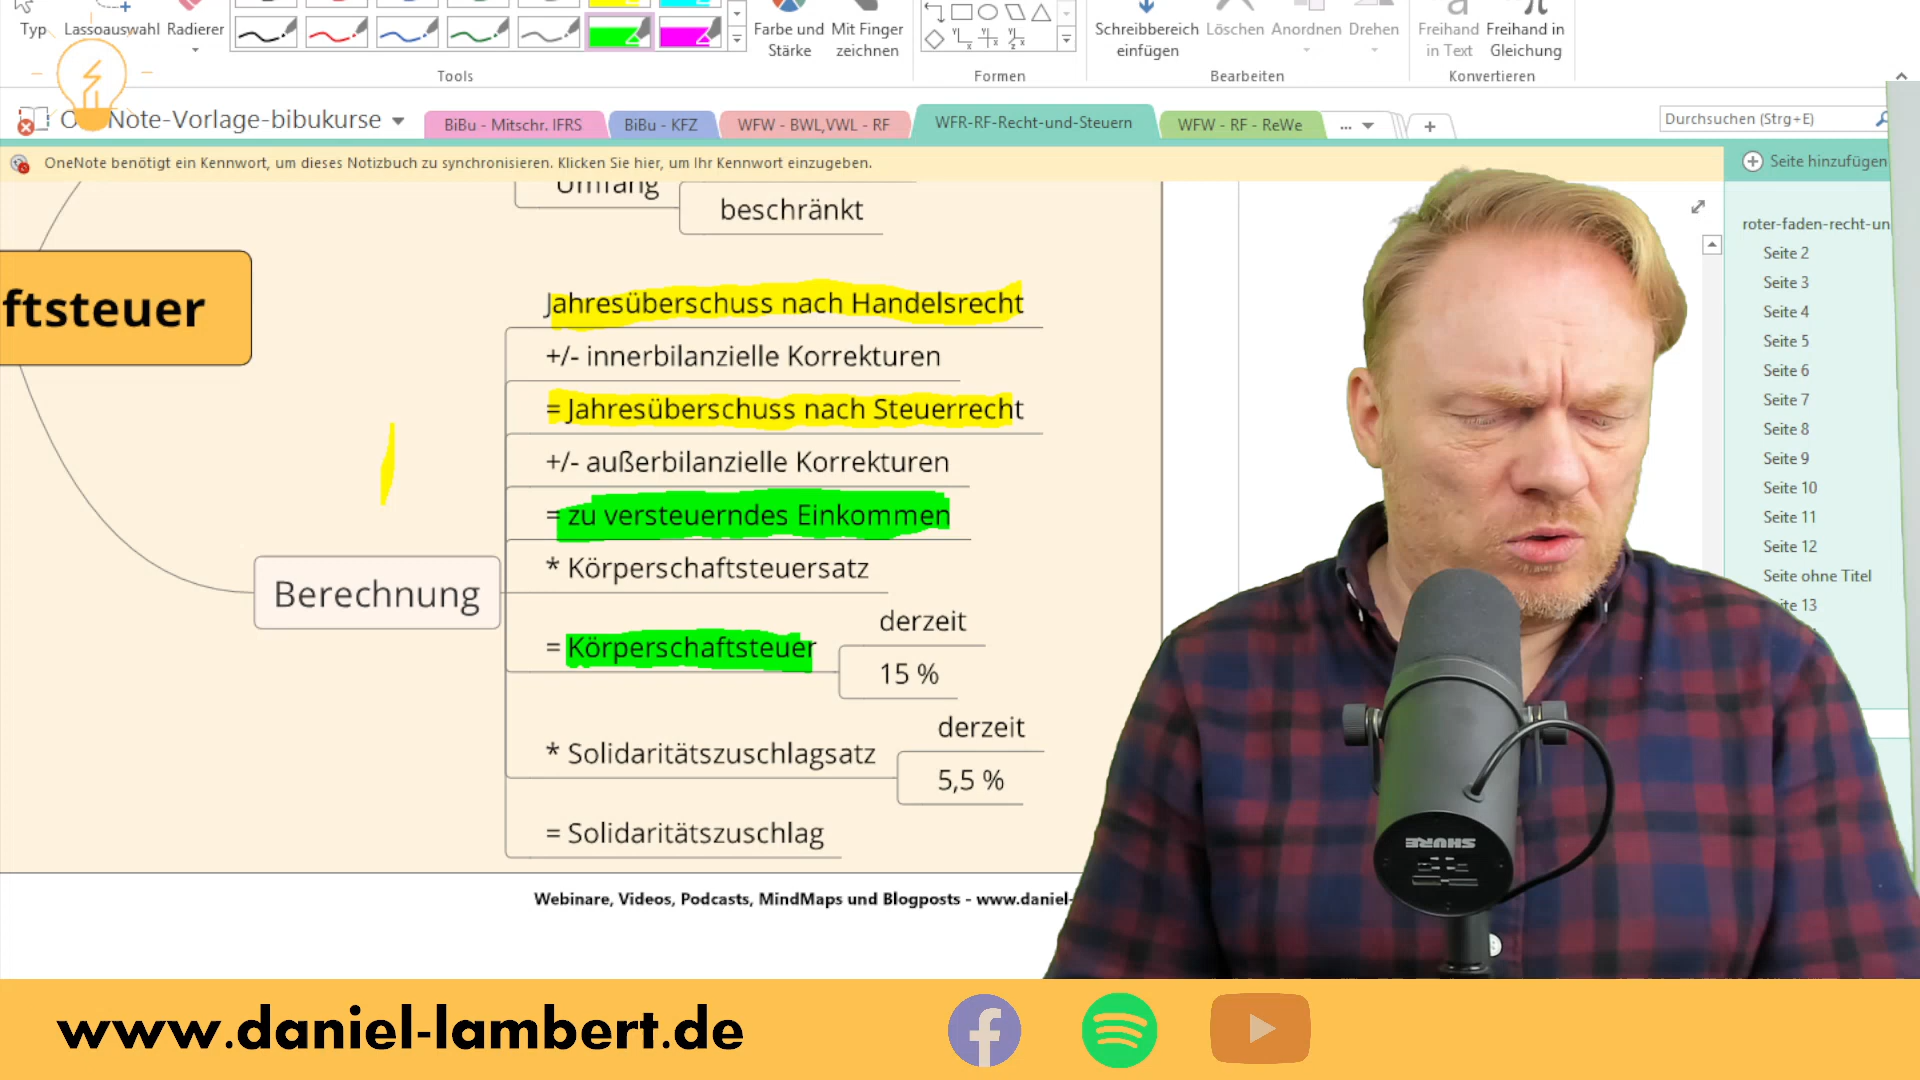 Typ
Lassoauswahl
Radierer
Farbe und Stärke
Mit Finger zeichnen
Schreibbereich einfügen
Löschen
Anordnen
Drehen
Freihand in Text
Freihand in Gleichung
Tools
Formen
Bearbeiten
Konvertieren
Note-Vorlage-bibukurse
BiBu - Mitschr. IFRS
BiBu - KFZ
WFW - BWL,VWL - RF
WFR-RF-Recht-und-Steuern
WFW - RF - ReWe
...
Durchsuchen (Strg+E)
OneNote benötigt ein Kennwort, um dieses Notizbuch zu synchronisieren. Klicken Sie hier, um Ihr Kennwort einzugeben.
Seite hinzufügen
Umfang
beschränkt
ftsteuer
Jahresüberschuss nach Handelsrecht
+/- innerbilanzielle Korrekturen
= Jahresüberschuss nach Steuerrecht
+/- außerbilanzielle Korrekturen
= zu versteuerndes Einkommen
* Körperschaftsteuersatz
Berechnung
= Körperschaftsteuer
derzeit
15 %
* Solidaritätszuschlagsatz
derzeit
5,5 %
= Solidaritätszuschlag
Webinare, Videos, Podcasts, MindMaps und Blogposts - www.daniel-
roter-faden-recht-un
Seite 2
Seite 3
Seite 4
Seite 5
Seite 6
Seite 7
Seite 8
Seite 9
Seite 10
Seite 11
Seite 12
Seite ohne Titel
ite 13
SHURE
www.daniel-lambert.de